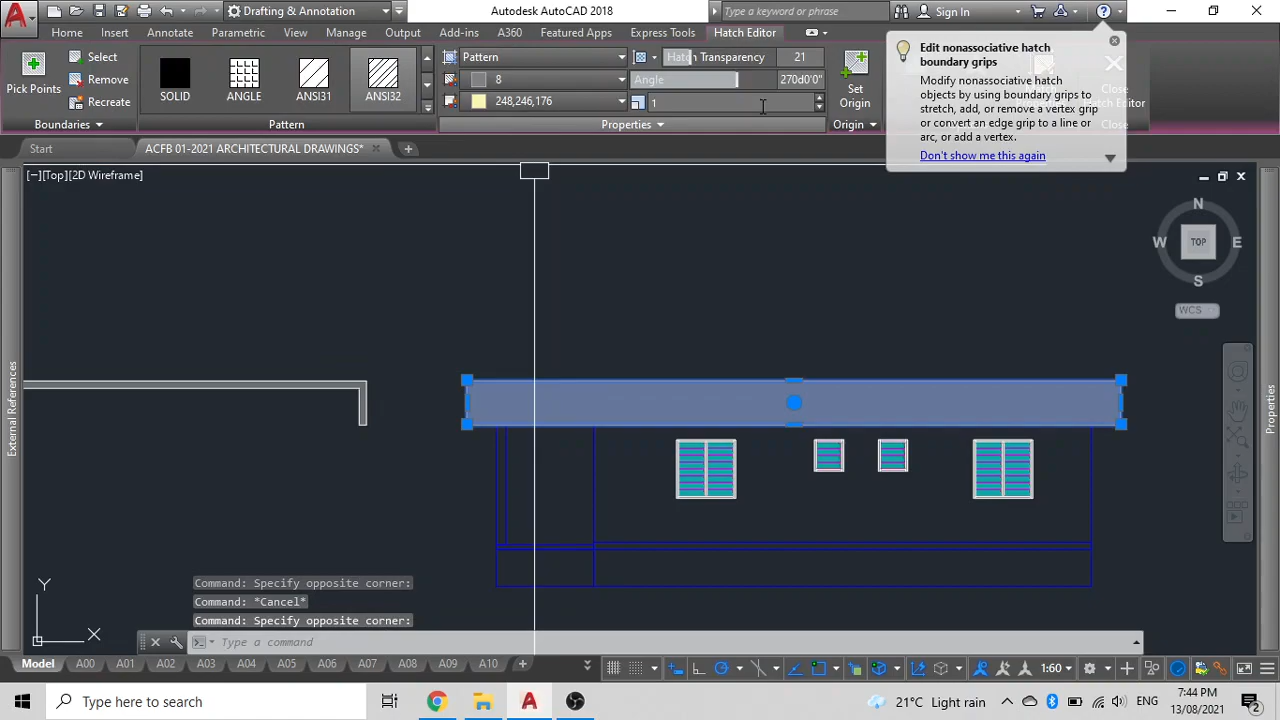 Drawing & Annotation
Autodesk AutoCAD 2018
Type a keyword or phrase
Sign In
Home
Insert
Annotate
Parametric
View
Manage
Output
Add-ins
A360
Featured Apps
Express Tools
Hatch Editor
Pick Points
Select
Remove
Recreate
SOLID
ANGLE
ANSI31
ANSI32
Pattern
8
248,246,176
Hatch Transparency
21
Angle
270d0'0"
1
Set
Origin
Boundaries
Pattern
Properties
Origin
Close
Hatch Editor
Close
Edit nonassociative hatch
boundary grips
Modify nonassociative hatch
objects by using boundary grips to
stretch, add, or remove a vertex grip
or convert an edge grip to a line or
arc, or add a vertex.
Don't show me this again
Start
ACFB 01-2021 ARCHITECTURAL DRAWINGS*
[−][Top][2D Wireframe]
N
W
TOP
E
S
WCS
External References
Properties
Y
X
Command: Specify opposite corner:
Command: *Cancel*
Command: Specify opposite corner:
Type a command
Model
A00
A01
A02
A03
A04
A05
A06
A07
A08
A09
A10
1:60
Type here to search
21°C Light rain
ENG
7:44 PM
13/08/2021
2